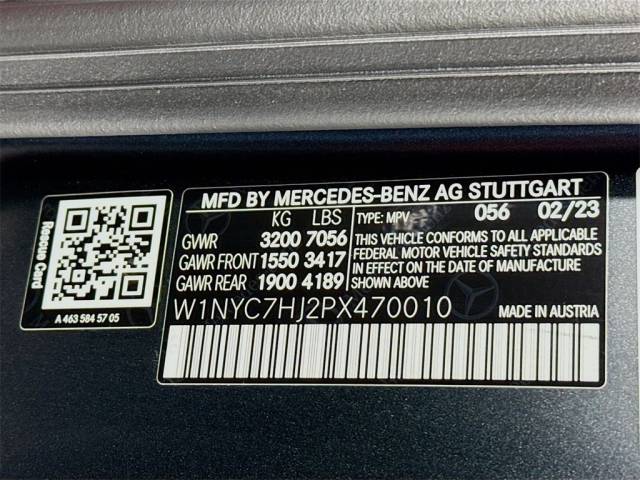 MFD BY MERCEDES-BENZ AG STUTTGART
KG LBS TYPE: MPV 056 02/23
GVWR 3200 7056
GAWR FRONT 1550 3417
GAWR REAR 1900 4189
THIS VEHICLE CONFORMS TO ALL APPLICABLE
FEDERAL MOTOR VEHICLE SAFETY STANDARDS
IN EFFECT ON THE DATE OF MANUFACTURE
SHOWN ABOVE
W1NYC7HJ2PX470010
MADE IN AUSTRIA
Rescue Card
A 463 584 57 05